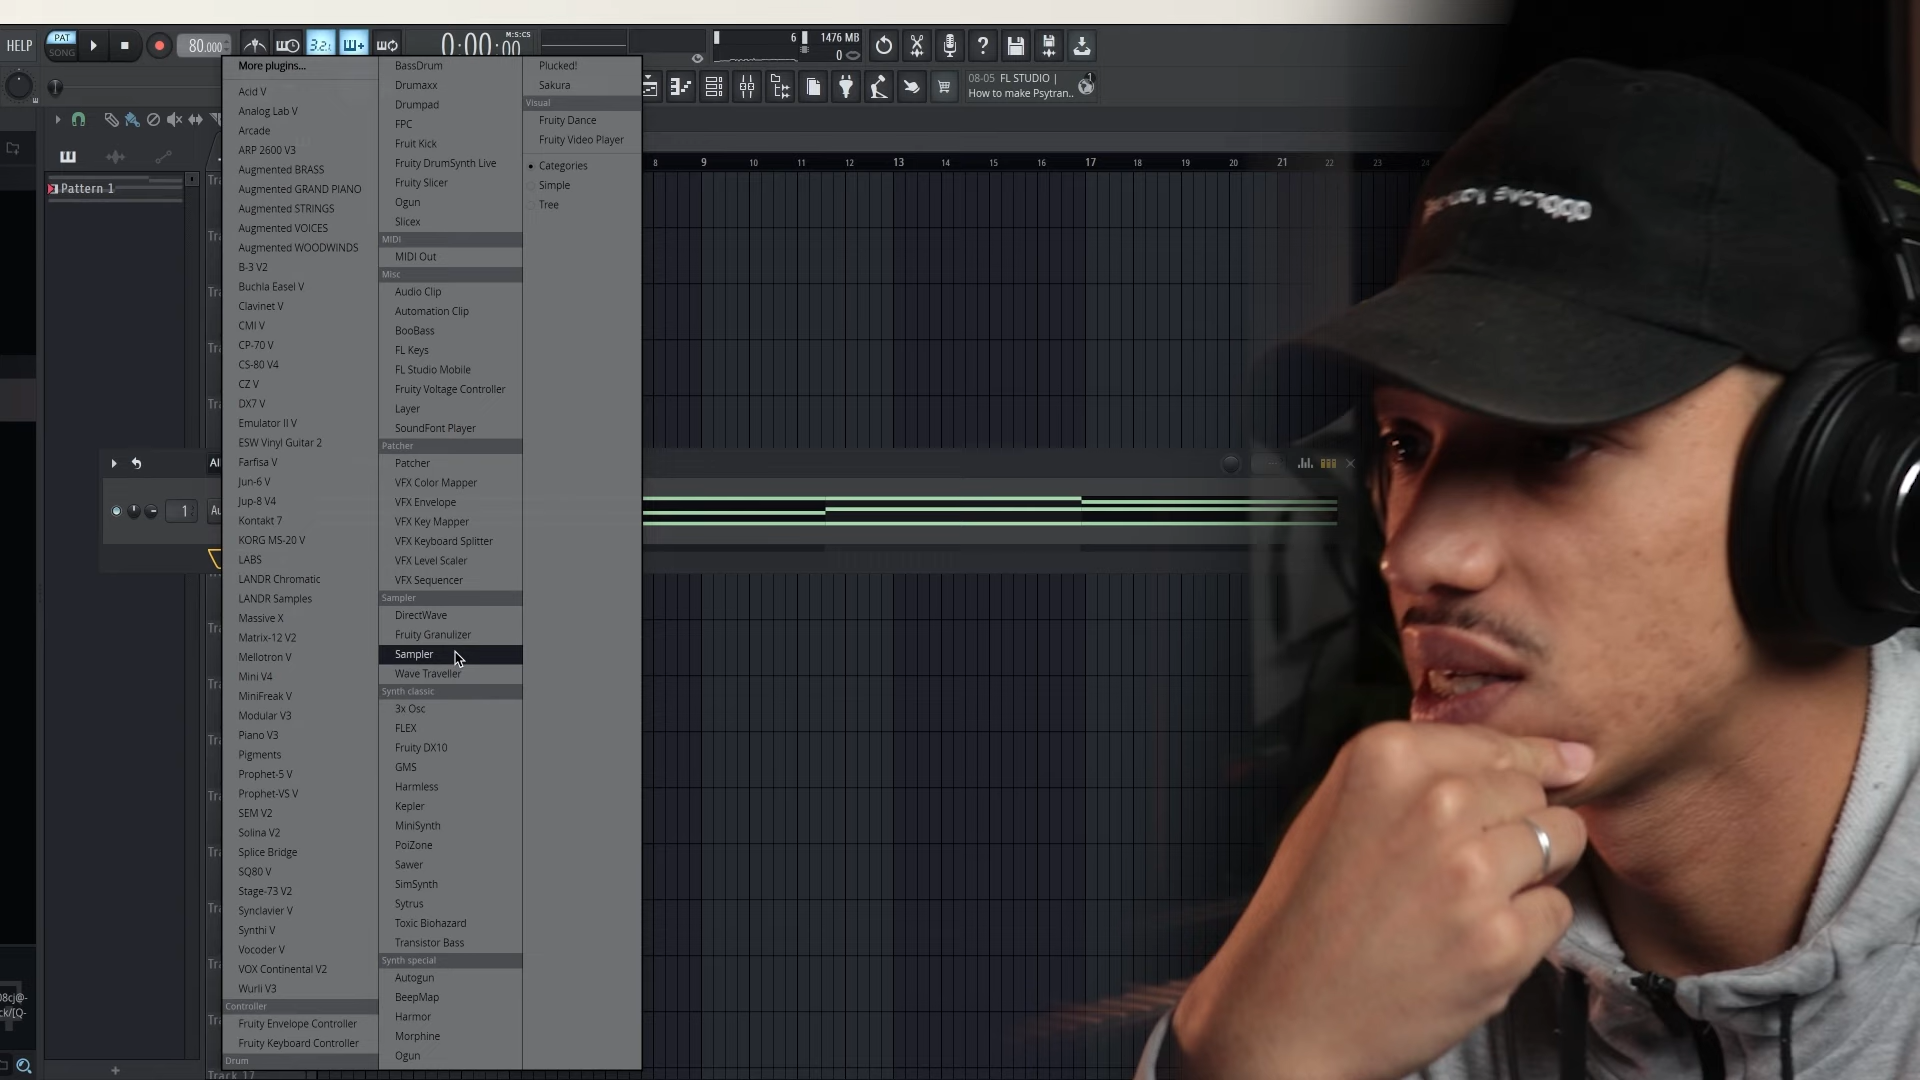 HELP
PAT
SONG
80.000
3.2.
0:00:00
M:S:CS
6
1476 MB
0
08-05 FL STUDIO |
How to make Psytran..
1
More plugins...
Acid V
Analog Lab V
Arcade
ARP 2600 V3
Augmented BRASS
Augmented GRAND PIANO
Augmented STRINGS
Augmented VOICES
Augmented WOODWINDS
B-3 V2
Buchla Easel V
Clavinet V
CMI V
CP-70 V
CS-80 V4
CZ V
DX7 V
Emulator II V
ESW Vinyl Guitar 2
Farfisa V
Jun-6 V
Jup-8 V4
Kontakt 7
KORG MS-20 V
LABS
LANDR Chromatic
LANDR Samples
Massive X
Matrix-12 V2
Mellotron V
Mini V4
MiniFreak V
Modular V3
Piano V3
Pigments
Prophet-5 V
Prophet-VS V
SEM V2
Solina V2
Splice Bridge
SQ80 V
Stage-73 V2
Synclavier V
Synthi V
Vocoder V
VOX Continental V2
Wurli V3
Controller
Fruity Envelope Controller
Fruity Keyboard Controller
Drum
BassDrum
Drumaxx
Drumpad
FPC
Fruit Kick
Fruity DrumSynth Live
Fruity Slicer
Ogun
Slicex
MIDI
MIDI Out
Misc
Audio Clip
Automation Clip
BooBass
FL Keys
FL Studio Mobile
Fruity Voltage Controller
Layer
SoundFont Player
Patcher
Patcher
VFX Color Mapper
VFX Envelope
VFX Key Mapper
VFX Keyboard Splitter
VFX Level Scaler
VFX Sequencer
Sampler
DirectWave
Fruity Granulizer
Sampler
Wave Traveller
Synth classic
3x Osc
FLEX
Fruity DX10
GMS
Harmless
Kepler
MiniSynth
PoiZone
Sawer
SimSynth
Sytrus
Toxic Biohazard
Transistor Bass
Synth special
Autogun
BeepMap
Harmor
Morphine
Ogun
Plucked!
Sakura
Visual
Fruity Dance
Fruity Video Player
Categories
Simple
Tree
8 9 10 11 12 13 14 15 16 17 18 19 20 21 22 23 24
Pattern 1
1
Track 17